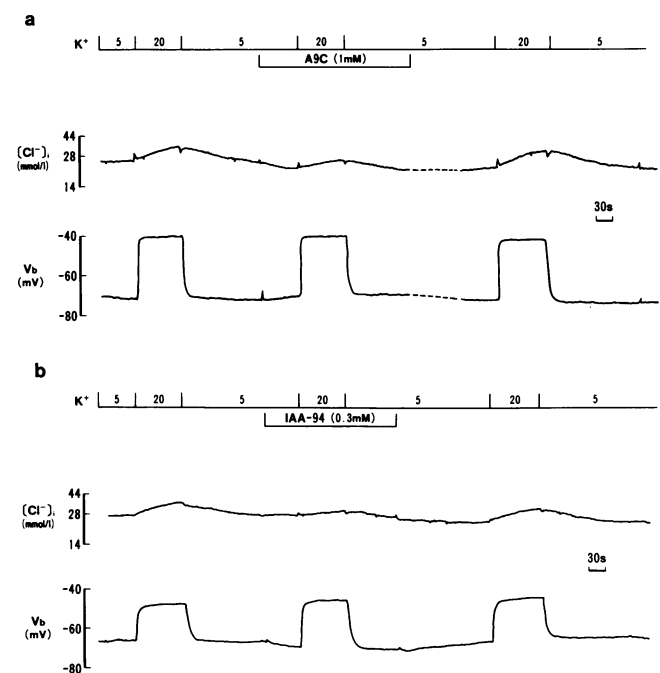 a
K⁺ 5 20 5 20 5 20 5
A9C (1mM)
44
[Cl⁻]ᵢ 28
(mmol/l)
14
30s
-40
Vb -60
(mV)
-80
b
K⁺ 5 20 5 20 5 20 5
IAA-94 (0.3mM)
44
[Cl⁻]ᵢ 28
(mmol/l)
14
30s
-40
Vb -60
(mV)
-80